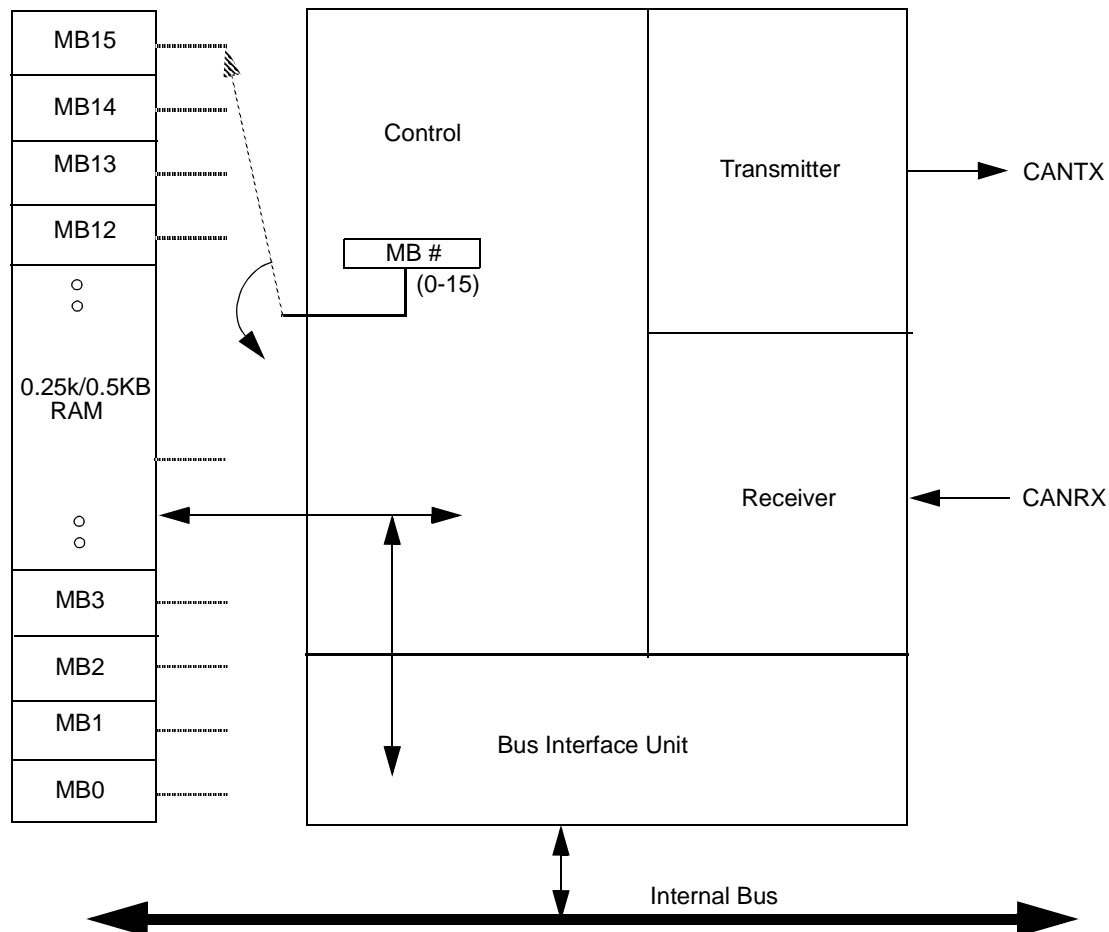 MB15
MB14
MB13
MB12
0.25k/0.5KB
RAM
MB3
MB2
MB1
MB0
Control
MB #
(0-15)
Transmitter
CANTX
Receiver
CANRX
Bus Interface Unit
Internal Bus